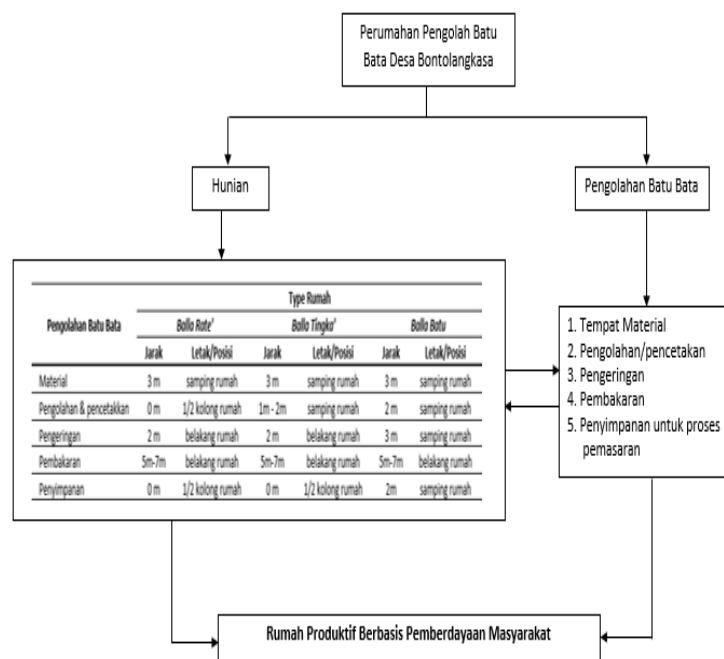 Perumahan Pengolah Batu
Bata Desa Bontolangkasa
Hunian
Pengolahan Batu Bata
Type Rumah
Pengolahan Batu Bata
Balla Rate' Balla Tingka' Balla Batu
Jarak Letak/Posisi Jarak Letak/Posisi Jarak Letak/Posisi
Material 3 m samping rumah 3 m samping rumah 3 m samping rumah
Pengolahan & pencetakkan 0 m 1/2 kolong rumah 1m - 2m samping rumah 2 m samping rumah
Pengeringan 2 m belakang rumah 2 m belakang rumah 3 m samping rumah
Pembakaran 5m-7m belakang rumah 5m-7m belakang rumah 5m-7m belakang rumah
Penyimpanan 0 m 1/2 kolong rumah 0 m 1/2 kolong rumah 2m samping rumah
1. Tempat Material
2. Pengolahan/pencetakan
3. Pengeringan
4. Pembakaran
5. Penyimpanan untuk proses
pemasaran
Rumah Produktif Berbasis Pemberdayaan Masyarakat